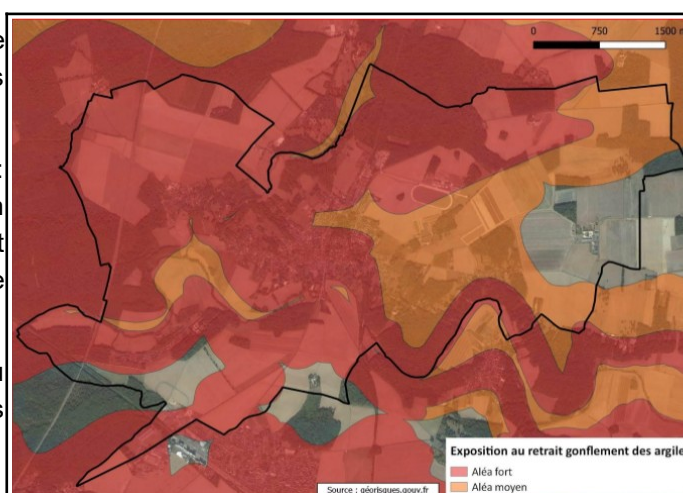 0 750 1500 m
Exposition au retrait gonflement des argile
Aléa fort
Aléa moyen
Source : géorisques.gouv.fr